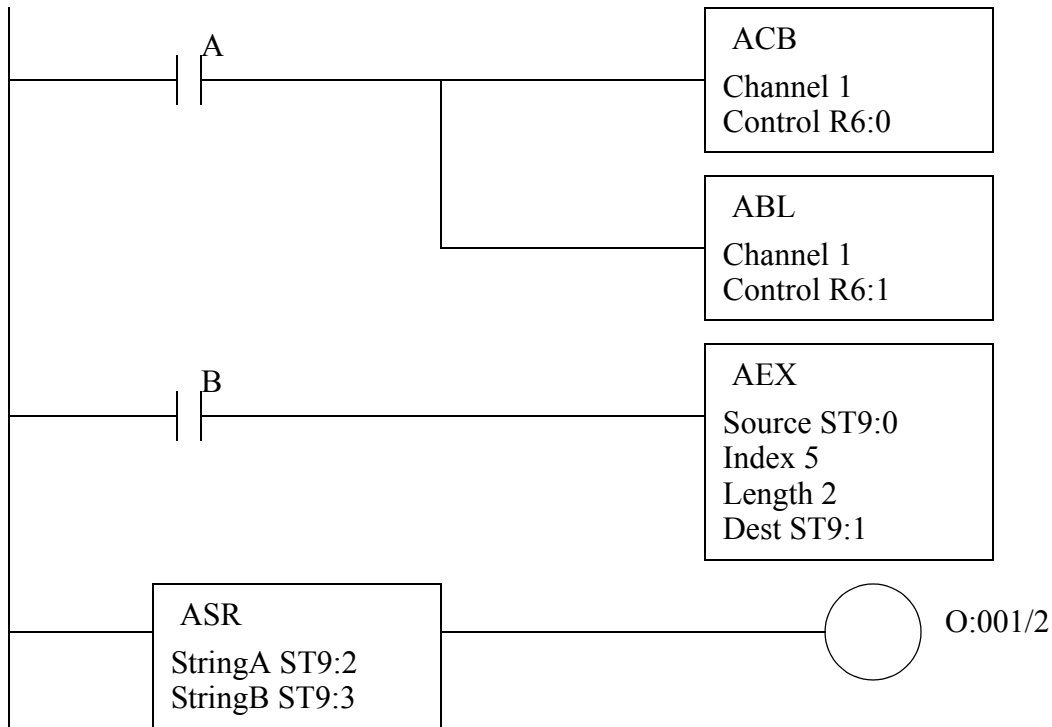 A
ACB
Channel 1
Control R6:0
ABL
Channel 1
Control R6:1
B
AEX
Source ST9:0
Index 5
Length 2
Dest ST9:1
ASR
StringA ST9:2
StringB ST9:3
O:001/2